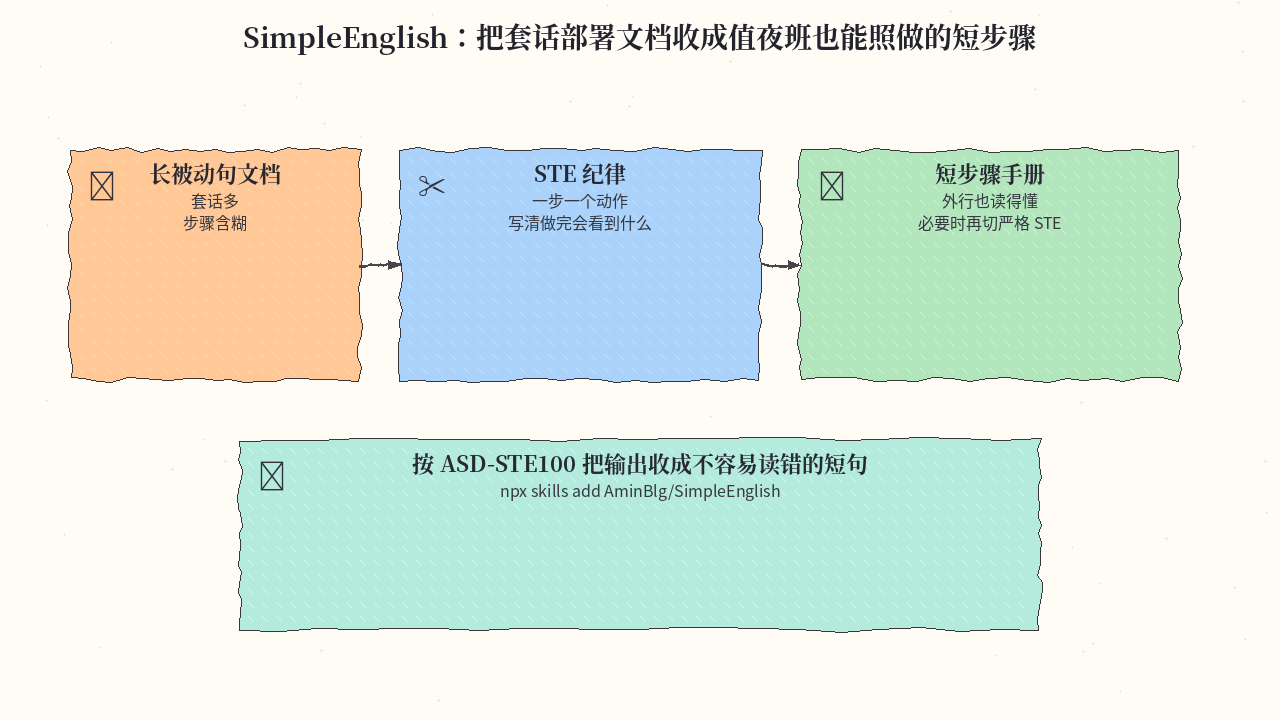 SimpleEnglish：把套话部署文档收成值夜班也能照做的短步骤
长被动句文档
套话多
步骤含糊
STE 纪律
一步一个动作
写清做完会看到什么
短步骤手册
外行也读得懂
必要时再切严格 STE
按 ASD-STE100 把输出收成不容易读错的短句
npx skills add AminBlg/SimpleEnglish